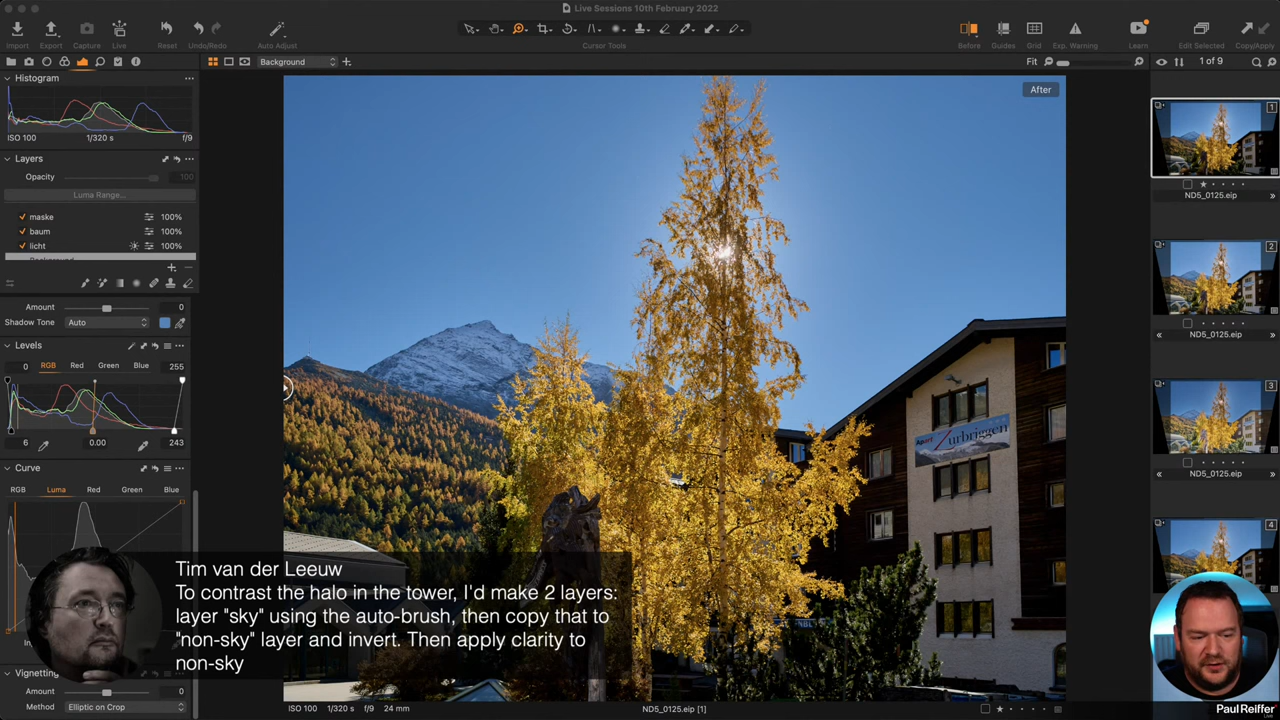 Live Sessions 10th February 2022
Import
Export
Capture
Live
Reset
Undo/Redo
Auto Adjust
Cursor Tools
Before
Guides
Grid
Exp. Warning
Learn
Edit Selected
Copy/Apply
Background
Fit
1 of 9
Histogram
ISO 100
1/320 s
f/9
Layers
Opacity
100
Luma Range...
maske
100%
baum
100%
licht
100%
Amount
0
Shadow Tone
Auto
Levels
0
RGB
Red
Green
Blue
255
6
0.00
243
Curve
RGB
Luma
Red
Green
Blue
Vignetting
Amount
0
Method
Elliptic on Crop
After
Apart Zurbriggen
Tim van der Leeuw
To contrast the halo in the tower, I'd make 2 layers:
layer "sky" using the auto-brush, then copy that to
"non-sky" layer and invert. Then apply clarity to
non-sky
ISO 100
1/320 s
f/9
24 mm
ND5_0125.eip [1]
1
ND5_0125.eip
2
ND5_0125.eip
3
ND5_0125.eip
4
Paul Reiffer
Live